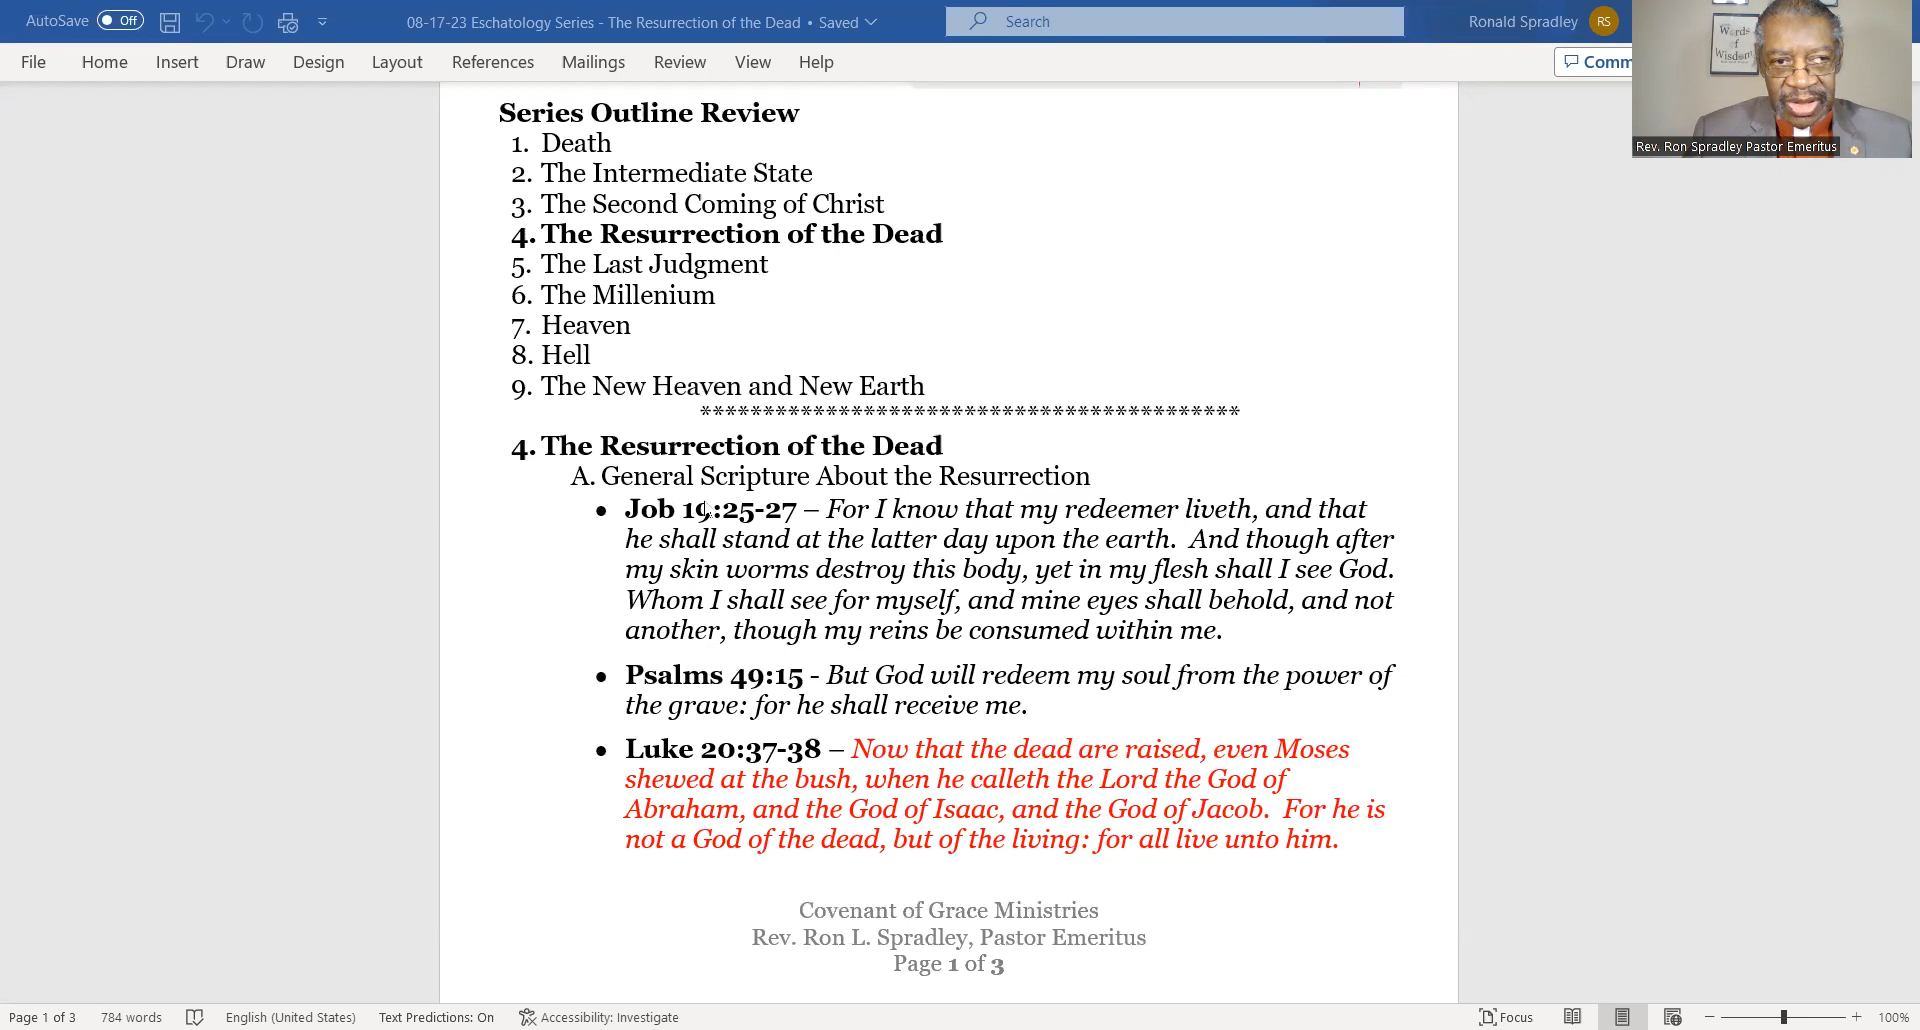 AutoSave Off 08-17-23 Eschatology Series - The Resurrection of the Dead • Saved Search Ronald Spradley RS
File Home Insert Draw Design Layout References Mailings Review View Help Comm
Words
of
Wisdom
Rev. Ron Spradley Pastor Emeritus
Series Outline Review
1. Death
2. The Intermediate State
3. The Second Coming of Christ
4. The Resurrection of the Dead
5. The Last Judgment
6. The Millenium
7. Heaven
8. Hell
9. The New Heaven and New Earth
*******************************************
4. The Resurrection of the Dead
A. General Scripture About the Resurrection
• Job 19:25-27 – For I know that my redeemer liveth, and that
he shall stand at the latter day upon the earth. And though after
my skin worms destroy this body, yet in my flesh shall I see God.
Whom I shall see for myself, and mine eyes shall behold, and not
another, though my reins be consumed within me.
• Psalms 49:15 - But God will redeem my soul from the power of
the grave: for he shall receive me.
• Luke 20:37-38 – Now that the dead are raised, even Moses
shewed at the bush, when he calleth the Lord the God of
Abraham, and the God of Isaac, and the God of Jacob. For he is
not a God of the dead, but of the living: for all live unto him.
Covenant of Grace Ministries
Rev. Ron L. Spradley, Pastor Emeritus
Page 1 of 3
Page 1 of 3 784 words English (United States) Text Predictions: On Accessibility: Investigate Focus 100%